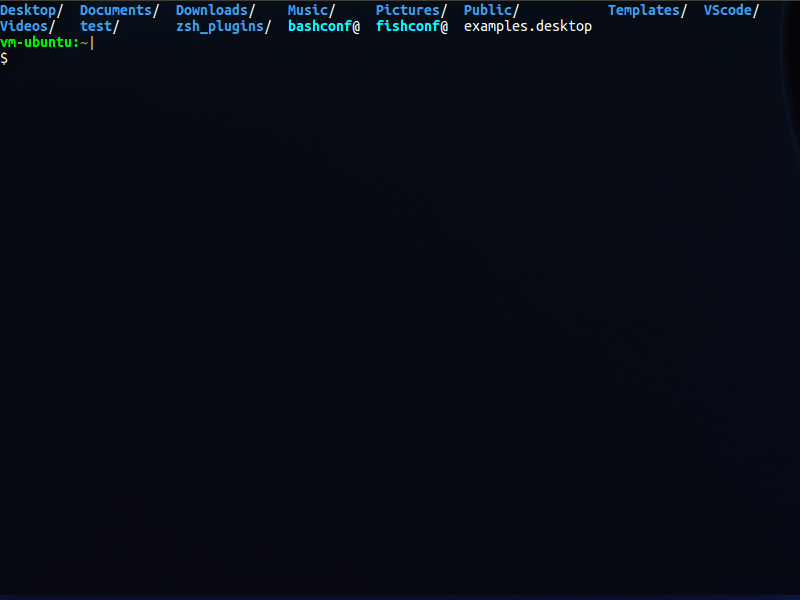 Desktop/  Documents/  Downloads/    Music/     Pictures/  Public/           Templates/  VScode/
Videos/   test/       zsh_plugins/  bashconf@  fishconf@  examples.desktop
vm-ubuntu:~|
$